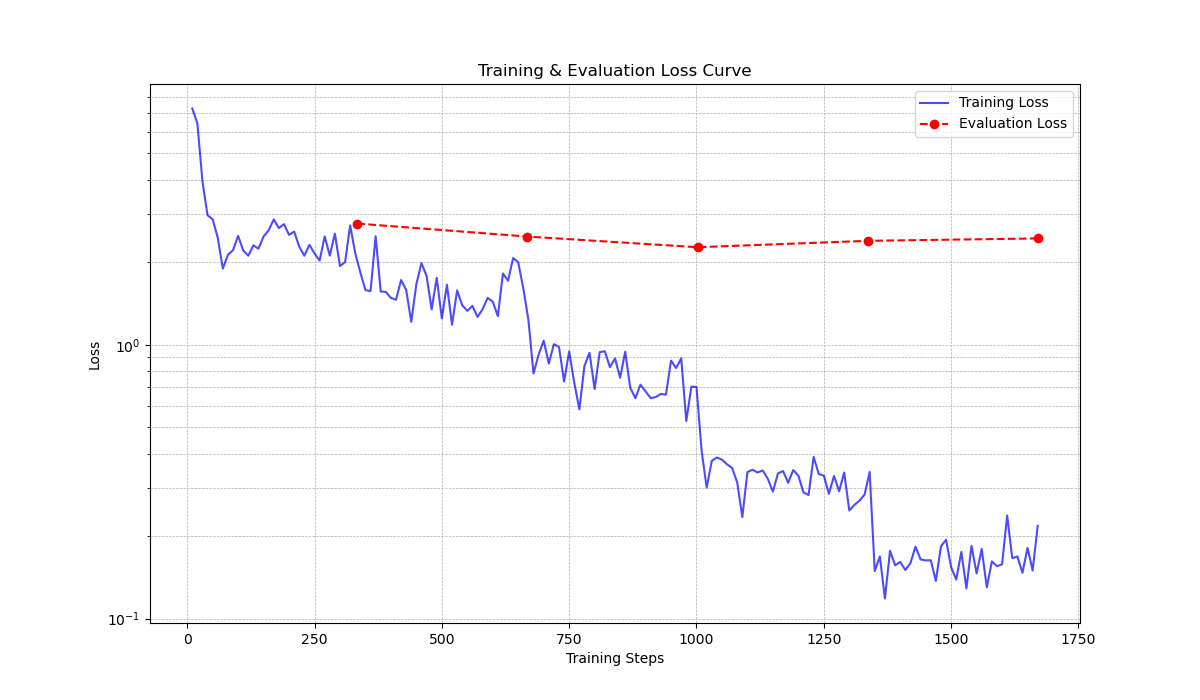 Training & Evaluation Loss Curve
Training Loss
Evaluation Loss
Loss
10⁰
10⁻¹
0 250 500 750 1000 1250 1500 1750
Training Steps